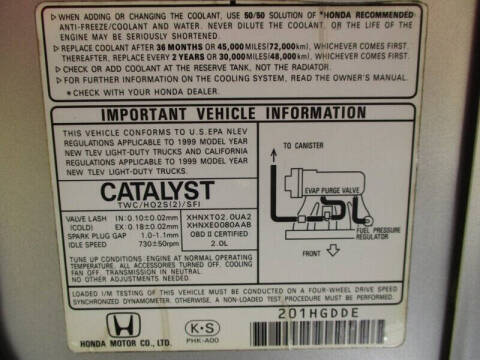 ▷WHEN ADDING OR CHANGING THE COOLANT, USE 50/50 SOLUTION OF *HONDA RECOMMENDED
ANTI-FREEZE/COOLANT AND WATER. NEVER DILUTE THE COOLANT, OR THE LIFE OF THE
ENGINE MAY BE SERIOUSLY SHORTENED.
▷REPLACE COOLANT AFTER 36 MONTHS OR 45,000 MILES(72,000km), WHICHEVER COMES FIRST.
THEREAFTER, REPLACE EVERY 2 YEARS OR 30,000 MILES(48,000km), WHICHEVER COMES FIRST.
▷CHECK OR ADD COOLANT AT THE RESERVE TANK, NOT THE RADIATOR.
▷FOR FURTHER INFORMATION ON THE COOLING SYSTEM, READ THE OWNER'S MANUAL.
*CHECK WITH YOUR HONDA DEALER.
IMPORTANT VEHICLE INFORMATION
THIS VEHICLE CONFORMS TO U.S.EPA NLEV
REGULATIONS APPLICABLE TO 1999 MODEL YEAR
NEW TLEV LIGHT-DUTY TRUCKS AND CALIFORNIA
REGULATIONS APPLICABLE TO 1999 MODEL YEAR
NEW TLEV LIGHT-DUTY TRUCKS.
CATALYST
TWC/HO2S(2)/SFI
VALVE LASH IN:0.10±0.02mm
(COLD) EX:0.18±0.02mm
SPARK PLUG GAP 1.0-1.1mm
IDLE SPEED 730±50rpm
XHNXT02.0UA2
XHNXE0080AAB
OBD II CERTIFIED
2.0L
TUNE UP CONDITIONS: ENGINE AT NORMAL OPERATING
TEMPERATURE, ALL ACCESSORIES TURNED OFF, COOLING
FAN OFF, TRANSMISSION IN NEUTRAL.
NO OTHER ADJUSTMENTS NEEDED.
TO CANISTER
EVAP PURGE VALVE
FUEL PRESSURE
REGULATOR
FRONT
LOADED I/M TESTING OF THIS VEHICLE MUST BE CONDUCTED ON A FOUR-WHEEL DRIVE SPEED
SYNCHRONIZED DYNAMOMETER, OTHERWISE, A NON-LOADED TEST PROCEDURE MUST BE PERFORMED.
HONDA MOTOR CO., LTD.
K·S
PHK-A00
201HGDDE